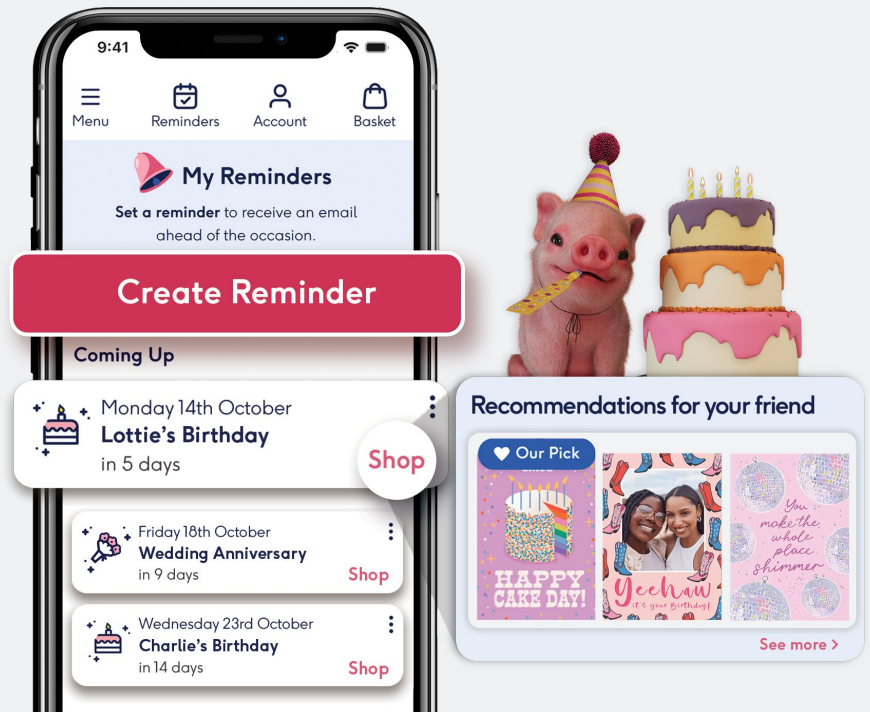 9:41
Menu
Reminders
Account
Basket
My Reminders
Set a reminder to receive an email
ahead of the occasion.
Create Reminder
Coming Up
Monday 14th October
Lottie's Birthday
in 5 days
Shop
Friday 18th October
Wedding Anniversary
in 9 days
Shop
Wednesday 23rd October
Charlie's Birthday
in 14 days
Shop
Recommendations for your friend
Our Pick
HAPPY
CAKE DAY!
Yeehaw
it's your Birthday!
You
make the
whole
place
shimmer
See more >